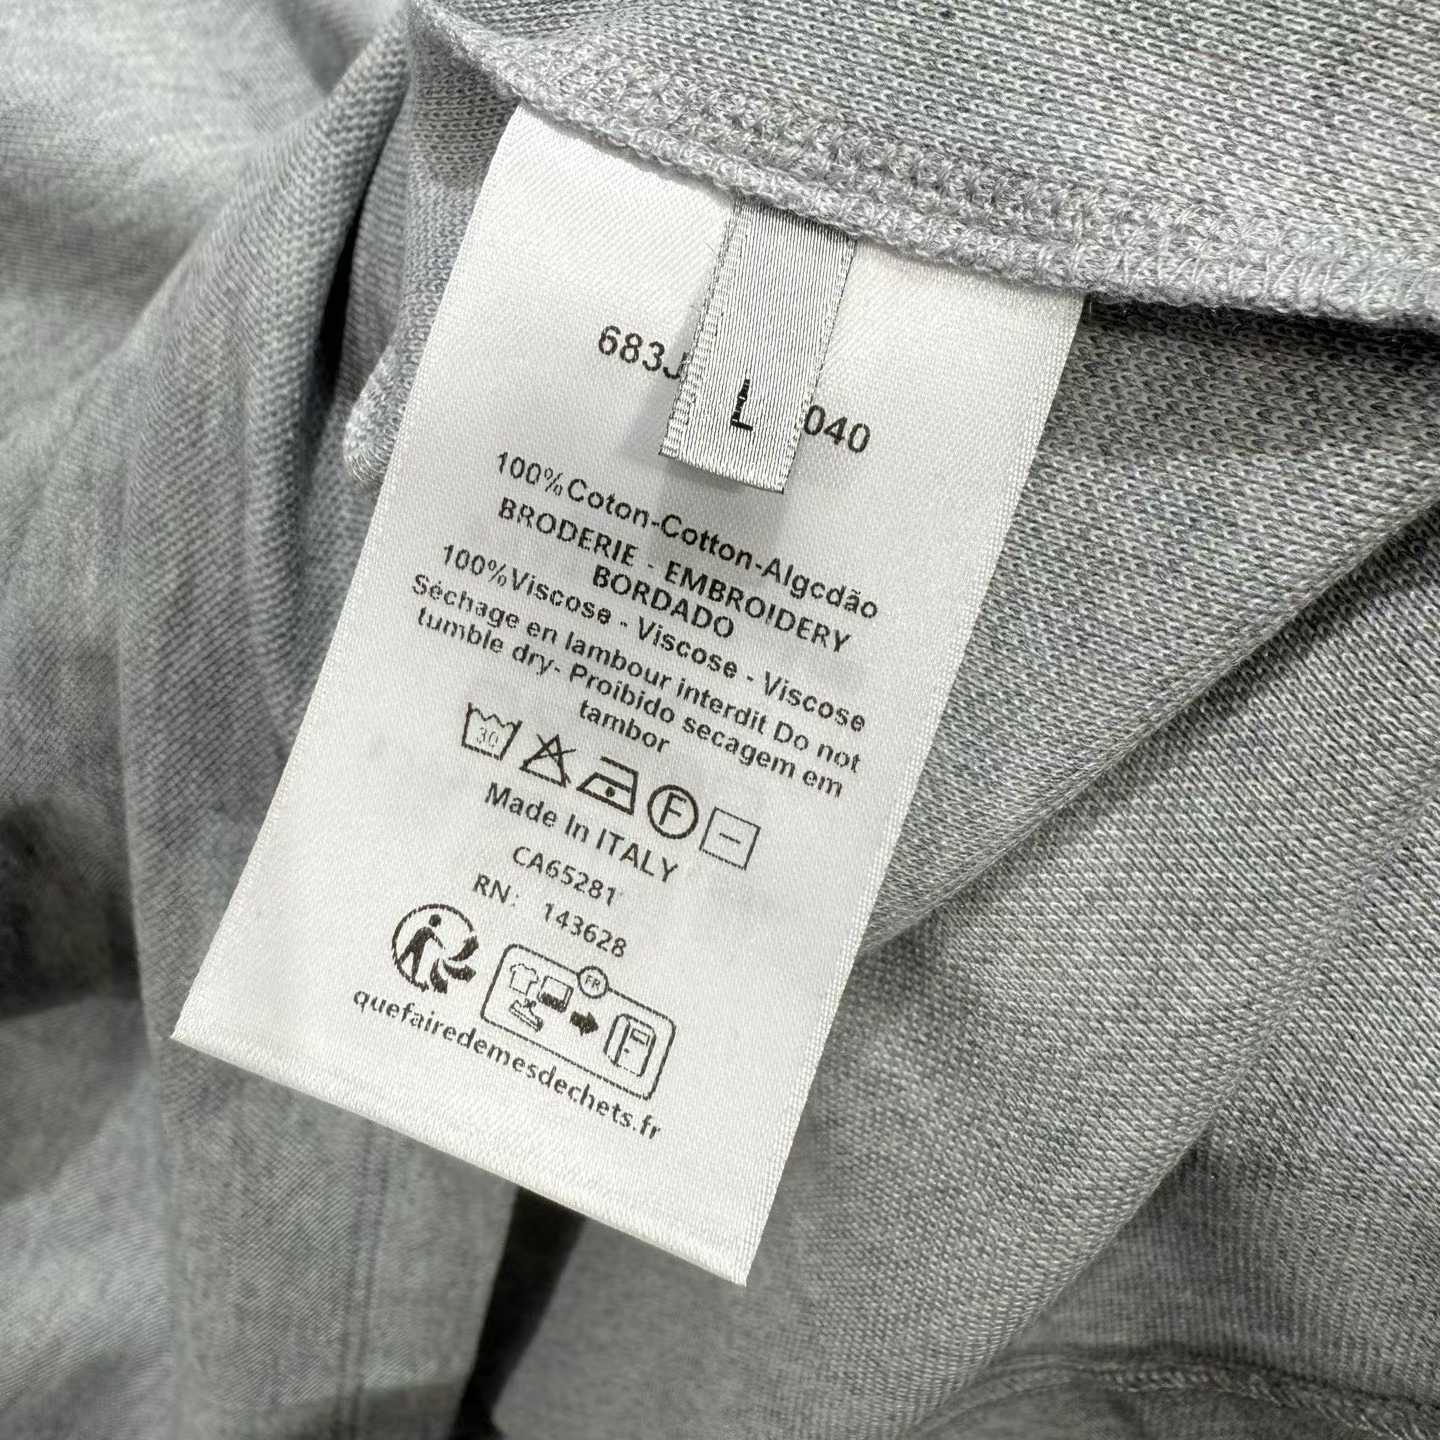 683J
L
040
100%Coton-Cotton-Algcdão
BRODERIE - EMBROIDERY
BORDADO
100%Viscose - Viscose - Viscose
Séchage en lambour interdit Do not
tumble dry- Proibido secagem em
tambor
30
F
Made In ITALY
CA65281
RN: 143628
FR
quefairedemesdechets.fr